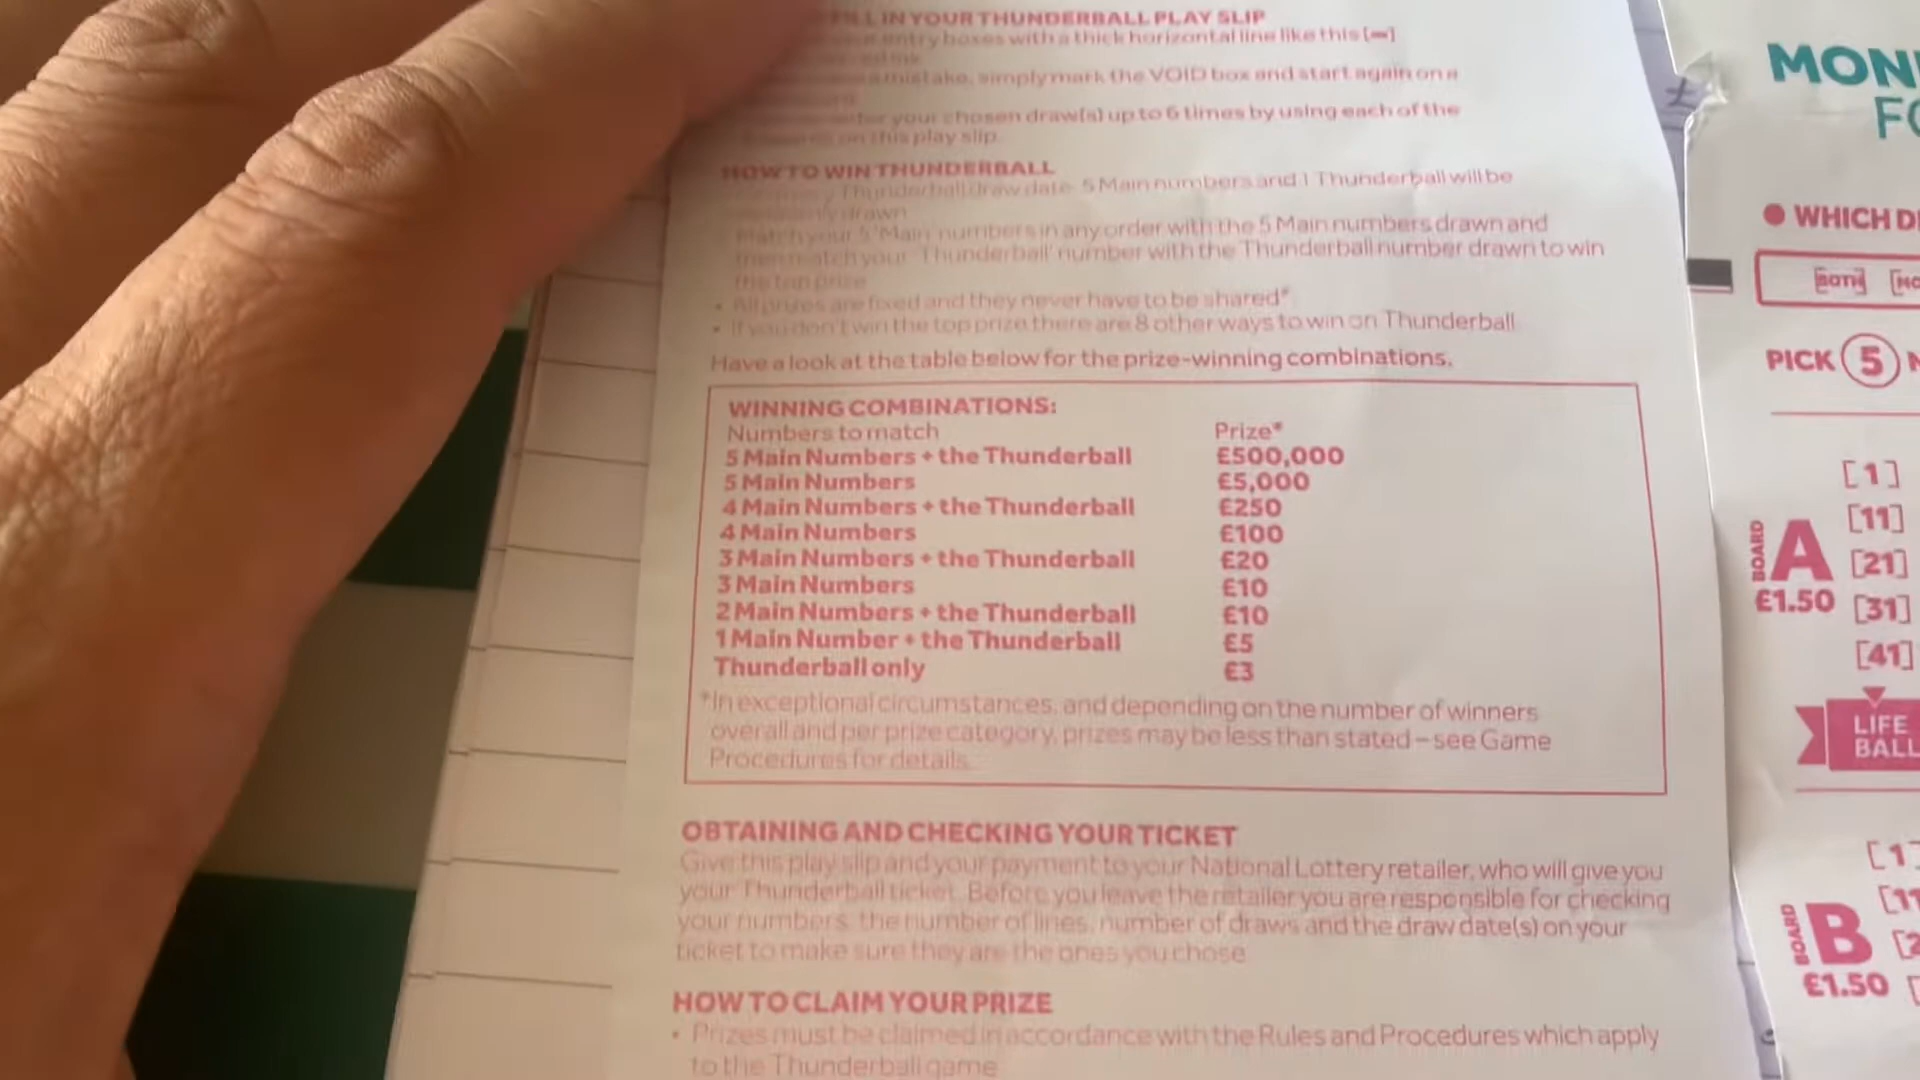 ILL IN YOUR THUNDERBALL PLAY SLIP
entry boxes with a thick horizontal line like this [━]
mistake, simply mark the VOID box and start again on a
your chosen draw(s) up to 6 times by using each of the
on this play slip.
HOW TO WIN THUNDERBALL
Thunderball draw date 5 Main numbers and 1 Thunderball will be
drawn
Match your 5 'Main' numbers in any order with the 5 Main numbers drawn and
then match your 'Thunderball' number with the Thunderball number drawn to win
the top prize
• All prizes are fixed and they never have to be shared*
• If you don't win the top prize there are 8 other ways to win on Thunderball
Have a look at the table below for the prize-winning combinations.
WINNING COMBINATIONS:
Numbers to match Prize*
5 Main Numbers + the Thunderball £500,000
5 Main Numbers £5,000
4 Main Numbers + the Thunderball £250
4 Main Numbers £100
3 Main Numbers + the Thunderball £20
3 Main Numbers £10
2 Main Numbers + the Thunderball £10
1 Main Number + the Thunderball £5
Thunderball only £3
*In exceptional circumstances, and depending on the number of winners
overall and per prize category, prizes may be less than stated – see Game
Procedures for details.
OBTAINING AND CHECKING YOUR TICKET
Give this play slip and your payment to your National Lottery retailer, who will give you
your Thunderball ticket. Before you leave the retailer you are responsible for checking
your numbers, the number of lines, number of draws and the draw date(s) on your
ticket to make sure they are the ones you chose
HOW TO CLAIM YOUR PRIZE
• Prizes must be claimed in accordance with the Rules and Procedures which apply
to the Thunderball game
MON
FO
WHICH D
[BOTH] [MO
PICK 5 N
[1]
[11]
[21]
[31]
[41]
BOARD A
£1.50
LIFE
BALL
[1]
[11
[2
BOARD B
£1.50